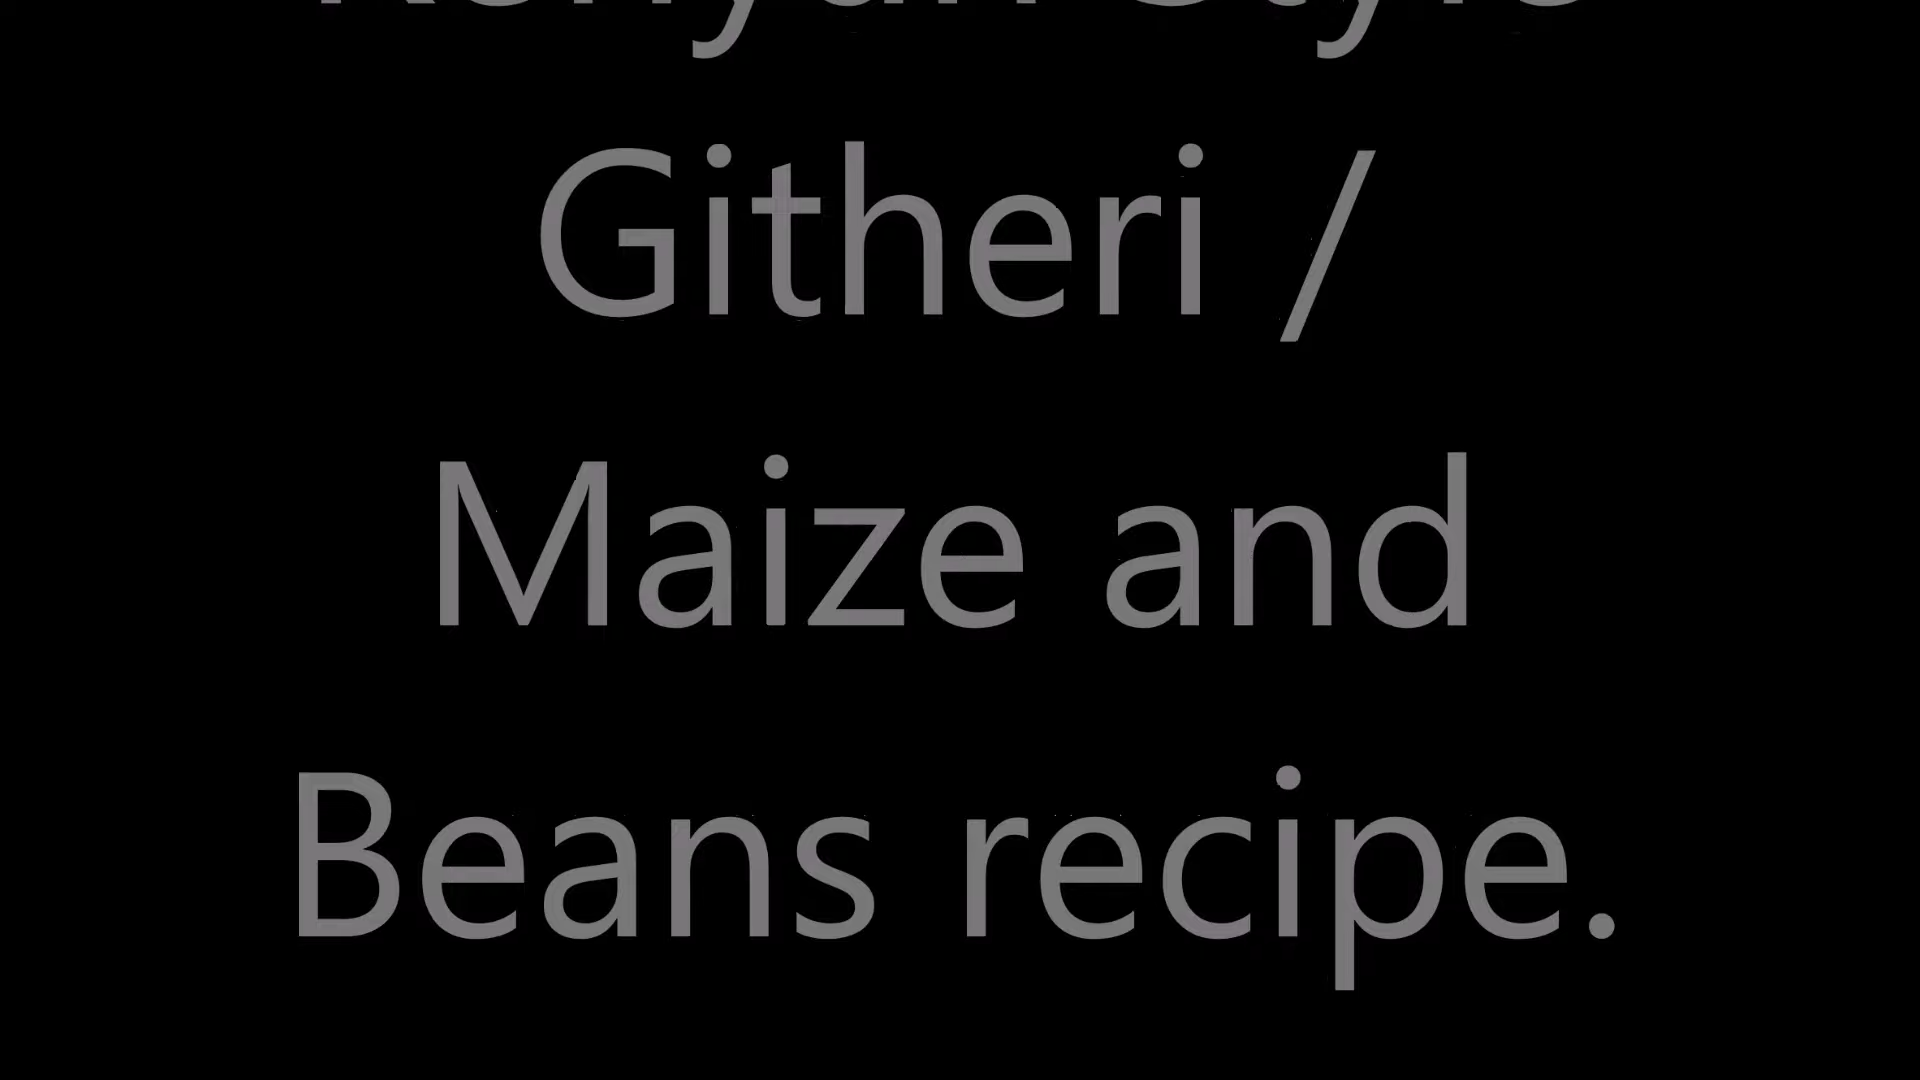 Githeri /
Maize and
Beans recipe.